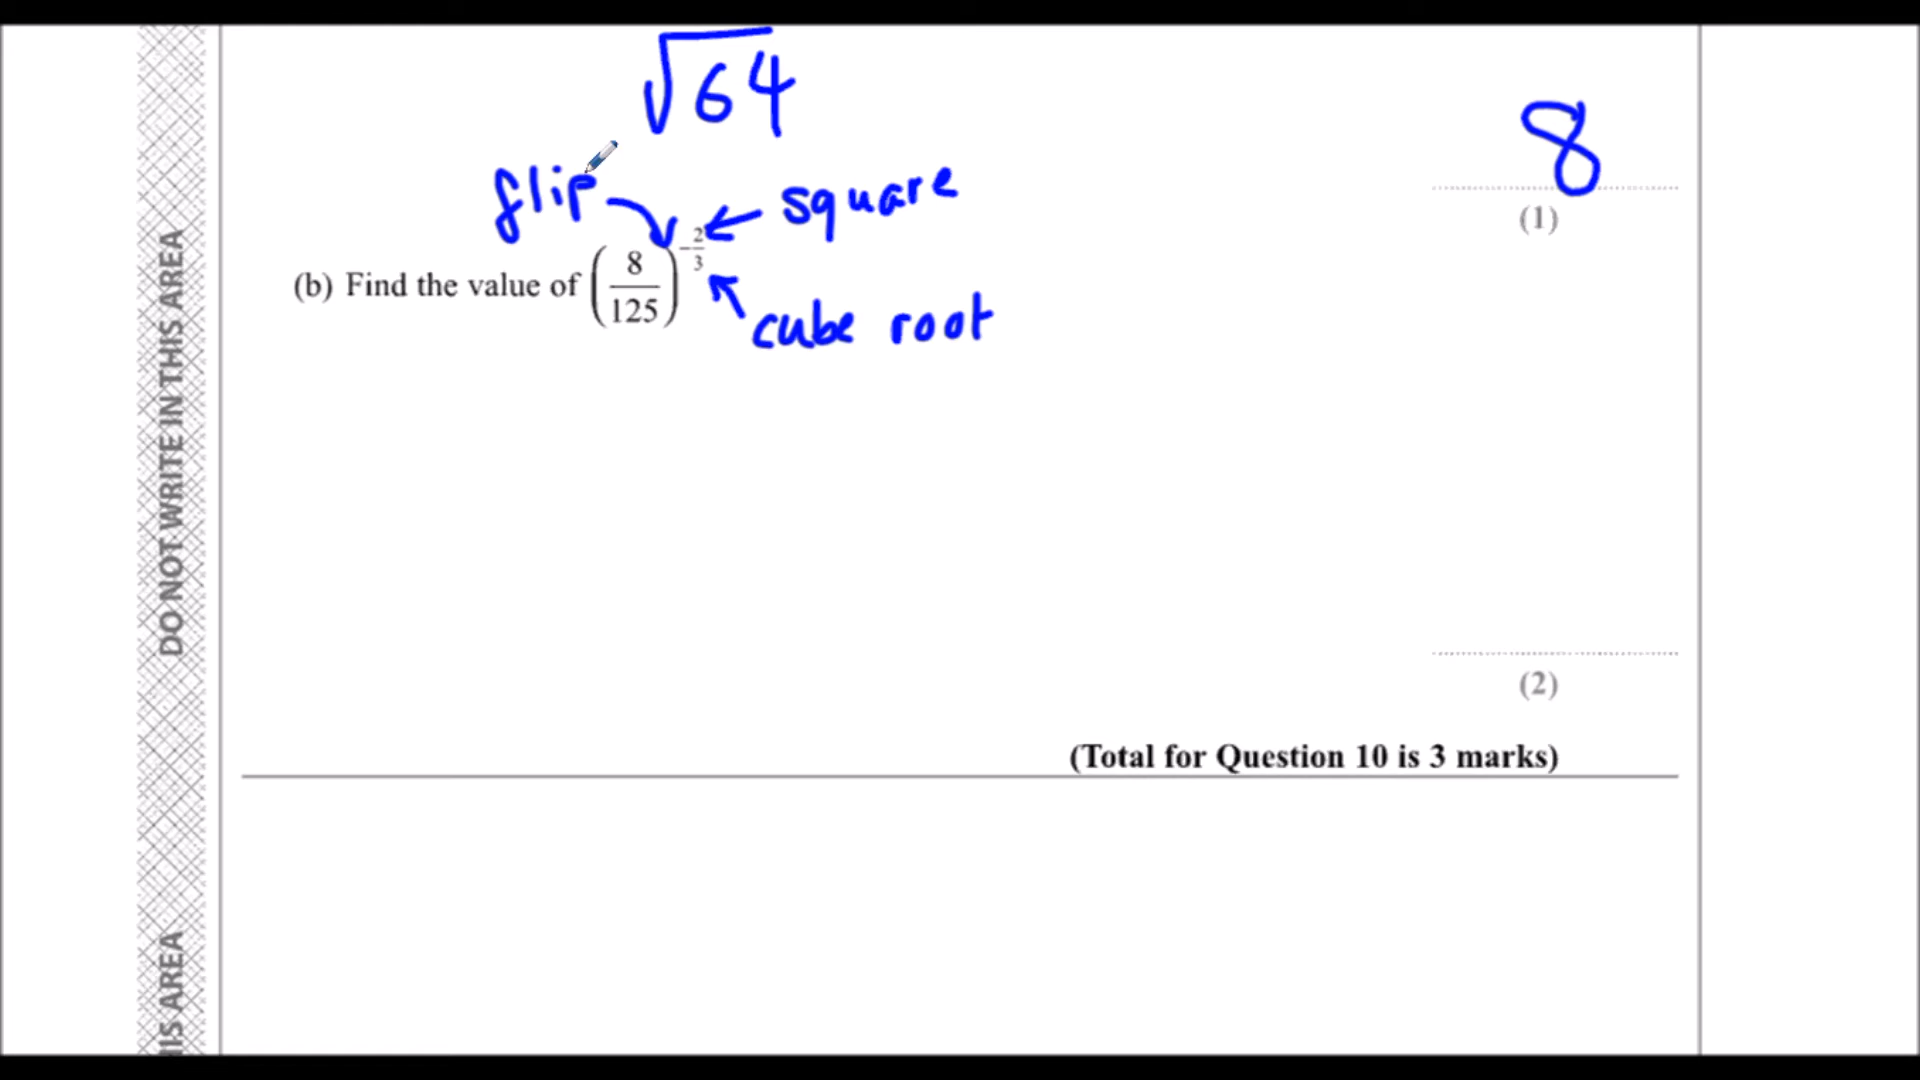 √64
8
flip
square
(1)
(b) Find the value of (8/125)^(-2/3)
cube root
(2)
(Total for Question 10 is 3 marks)
DO NOT WRITE IN THIS AREA
HIS AREA